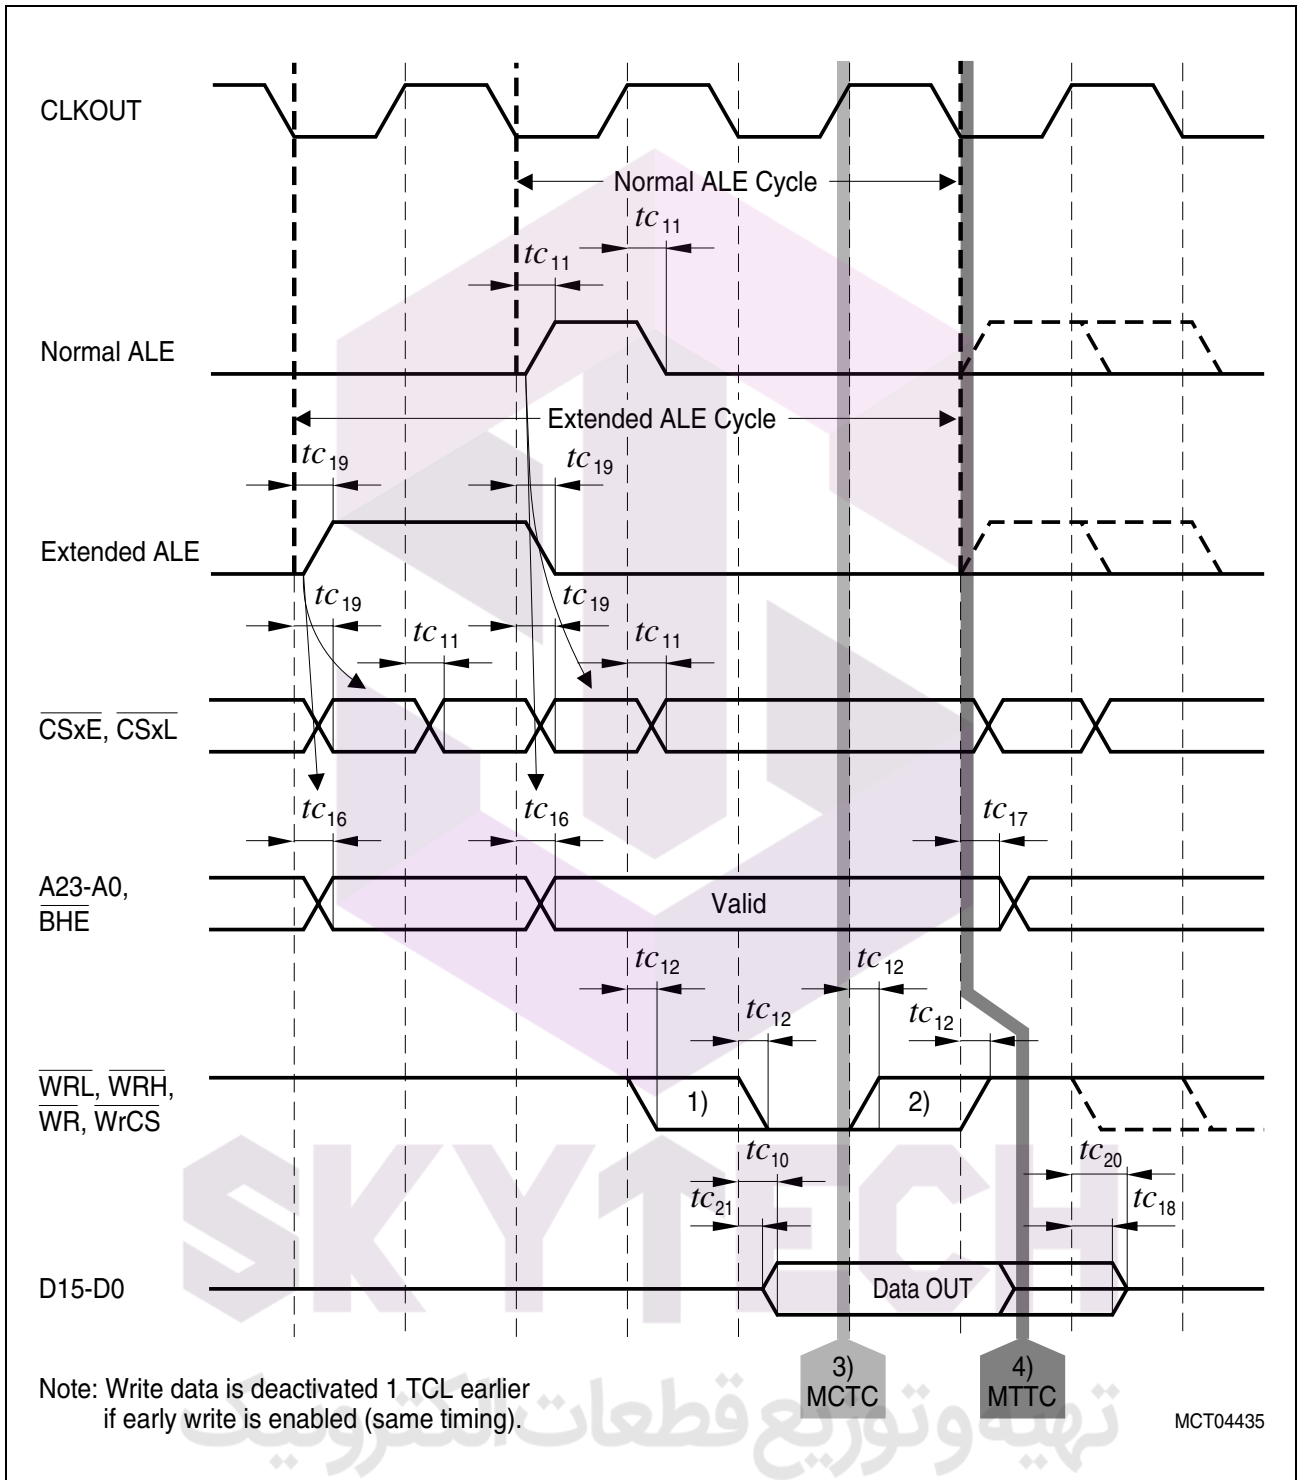 CLKOUT
Normal ALE Cycle
tc11
tc11
Normal ALE
Extended ALE Cycle
tc19
tc19
Extended ALE
tc19
tc19
tc11
tc11
CSxE, CSxL
tc16
tc16
tc17
A23-A0,
BHE
Valid
tc12
tc12
tc12
tc12
WRL, WRH,
WR, WrCS
1)
2)
tc10
tc20
tc21
tc18
SKYTECH
D15-D0
Data OUT
3)
MCTC
4)
MTTC
Note: Write data is deactivated 1 TCL earlier
if early write is enabled (same timing).
MCT04435
تهیه و توزیع قطعات الکترونیک